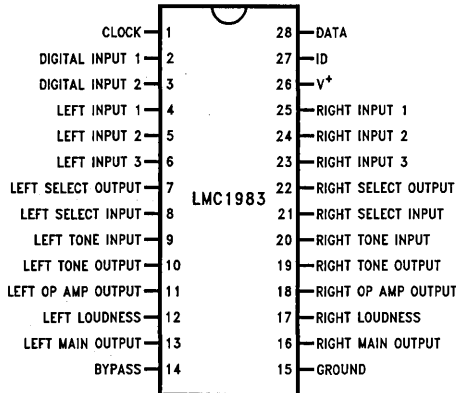 CLOCK 1 28 DATA
DIGITAL INPUT 1 2 27 ID
DIGITAL INPUT 2 3 26 V+
LEFT INPUT 1 4 25 RIGHT INPUT 1
LEFT INPUT 2 5 24 RIGHT INPUT 2
LEFT INPUT 3 6 23 RIGHT INPUT 3
LEFT SELECT OUTPUT 7 22 RIGHT SELECT OUTPUT
LMC1983
LEFT SELECT INPUT 8 21 RIGHT SELECT INPUT
LEFT TONE INPUT 9 20 RIGHT TONE INPUT
LEFT TONE OUTPUT 10 19 RIGHT TONE OUTPUT
LEFT OP AMP OUTPUT 11 18 RIGHT OP AMP OUTPUT
LEFT LOUDNESS 12 17 RIGHT LOUDNESS
LEFT MAIN OUTPUT 13 16 RIGHT MAIN OUTPUT
BYPASS 14 15 GROUND